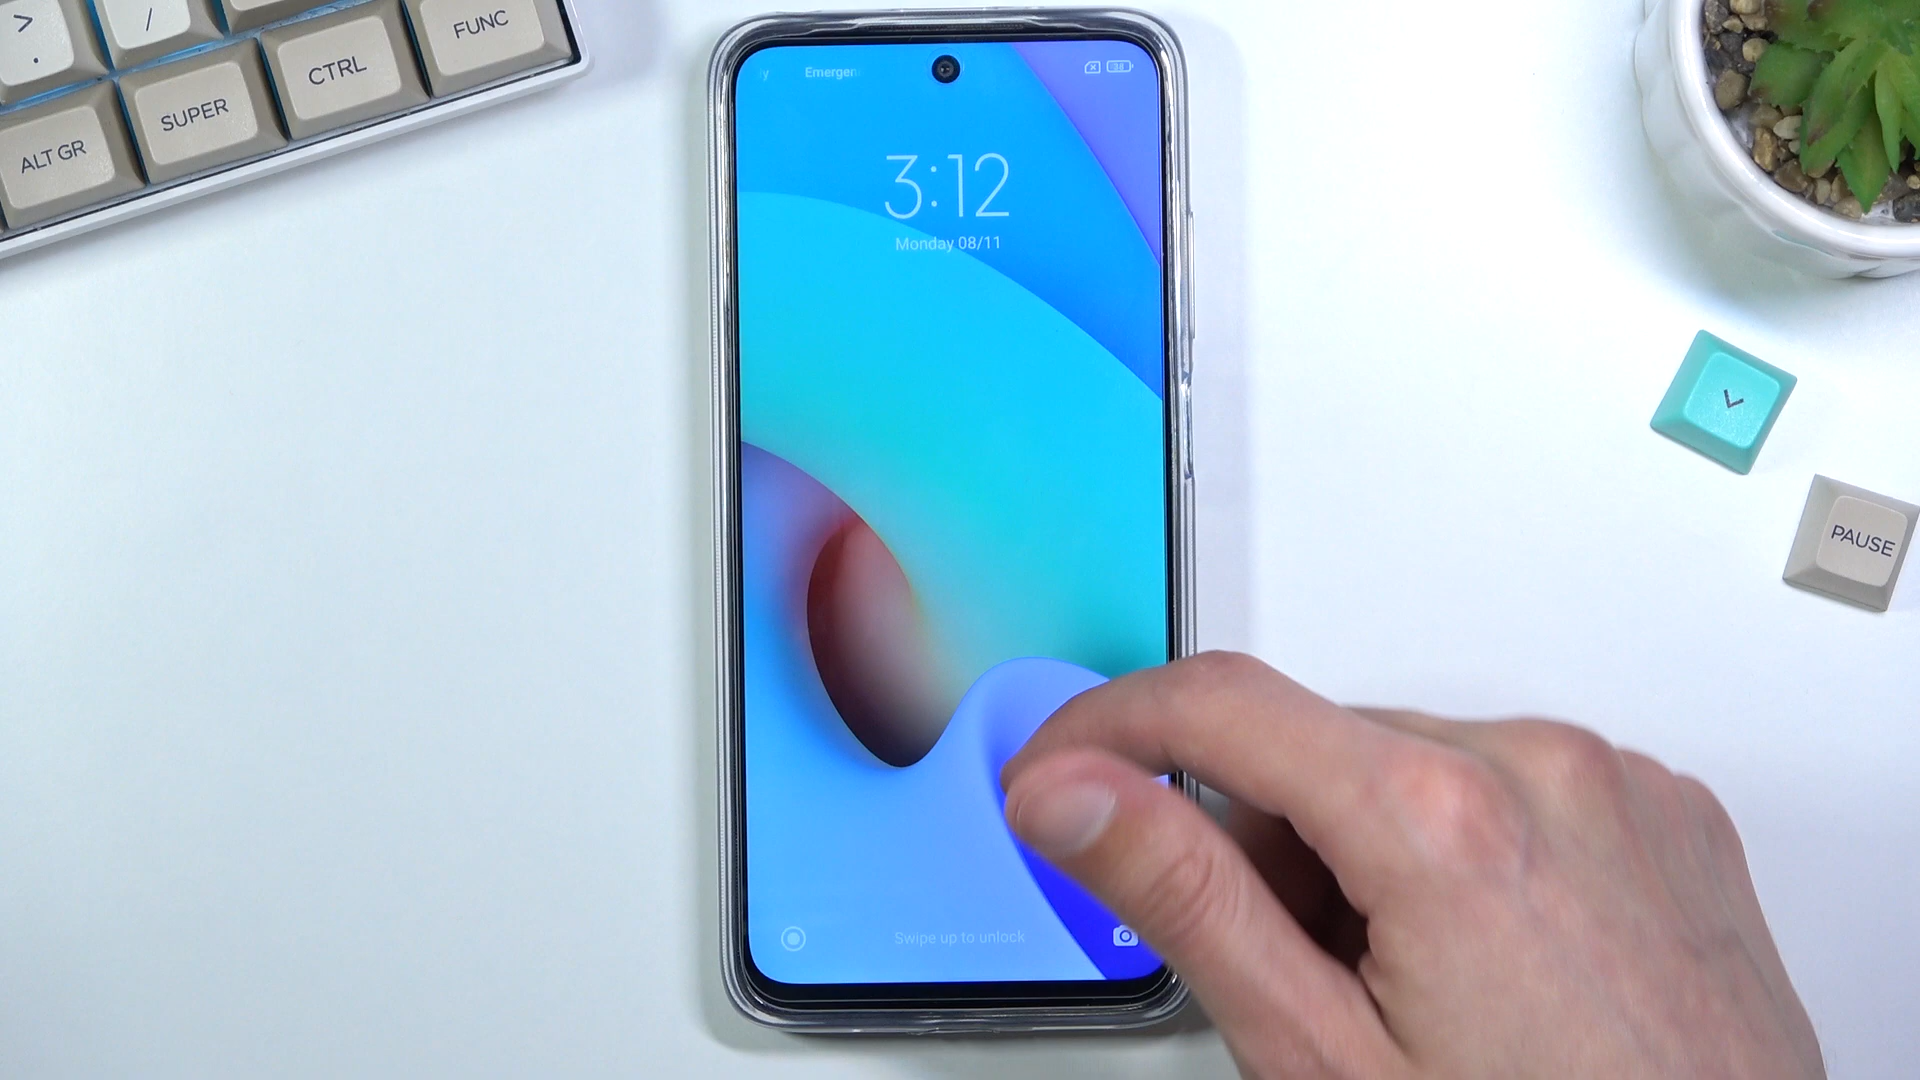 > .
/
FUNC
CTRL
SUPER
ALT GR
Emergen
3:12
Monday 08/11
Swipe up to unlock
PAUSE